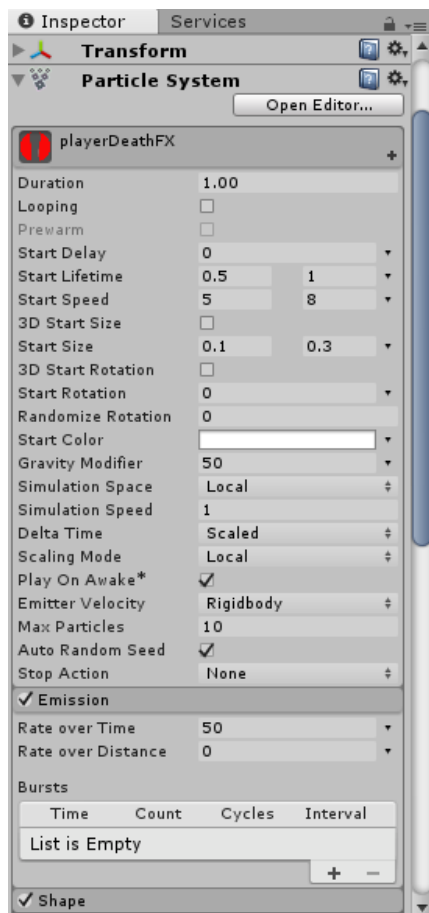 Inspector Services
Transform
Particle System
Open Editor...
playerDeathFX
Duration 1.00
Looping
Prewarm
Start Delay 0
Start Lifetime 0.5 1
Start Speed 5 8
3D Start Size
Start Size 0.1 0.3
3D Start Rotation
Start Rotation 0
Randomize Rotation 0
Start Color
Gravity Modifier 50
Simulation Space Local
Simulation Speed 1
Delta Time Scaled
Scaling Mode Local
Play On Awake*
Emitter Velocity Rigidbody
Max Particles 10
Auto Random Seed
Stop Action None
Emission
Rate over Time 50
Rate over Distance 0
Bursts
Time Count Cycles Interval
List is Empty
Shape